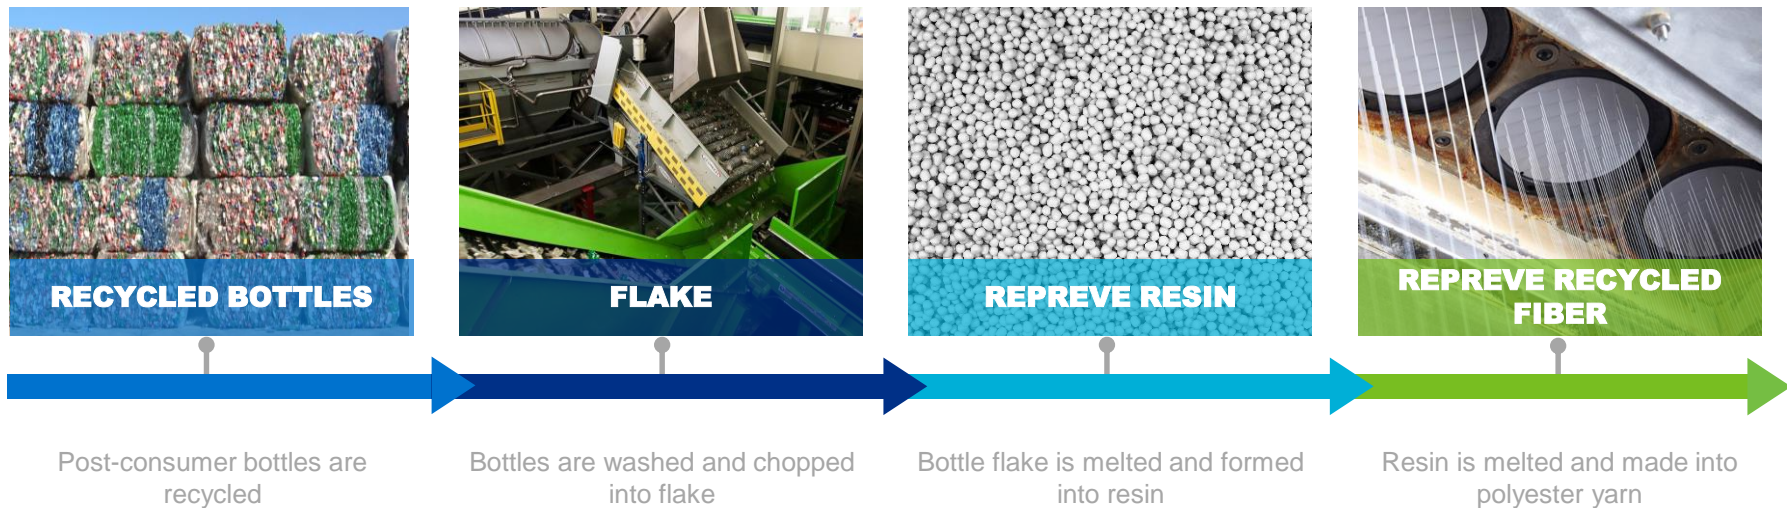 RECYCLED BOTTLES
FLAKE
REPREVE RESIN
REPREVE RECYCLED
FIBER
Post-consumer bottles are
recycled
Bottles are washed and chopped
into flake
Bottle flake is melted and formed
into resin
Resin is melted and made into
polyester yarn